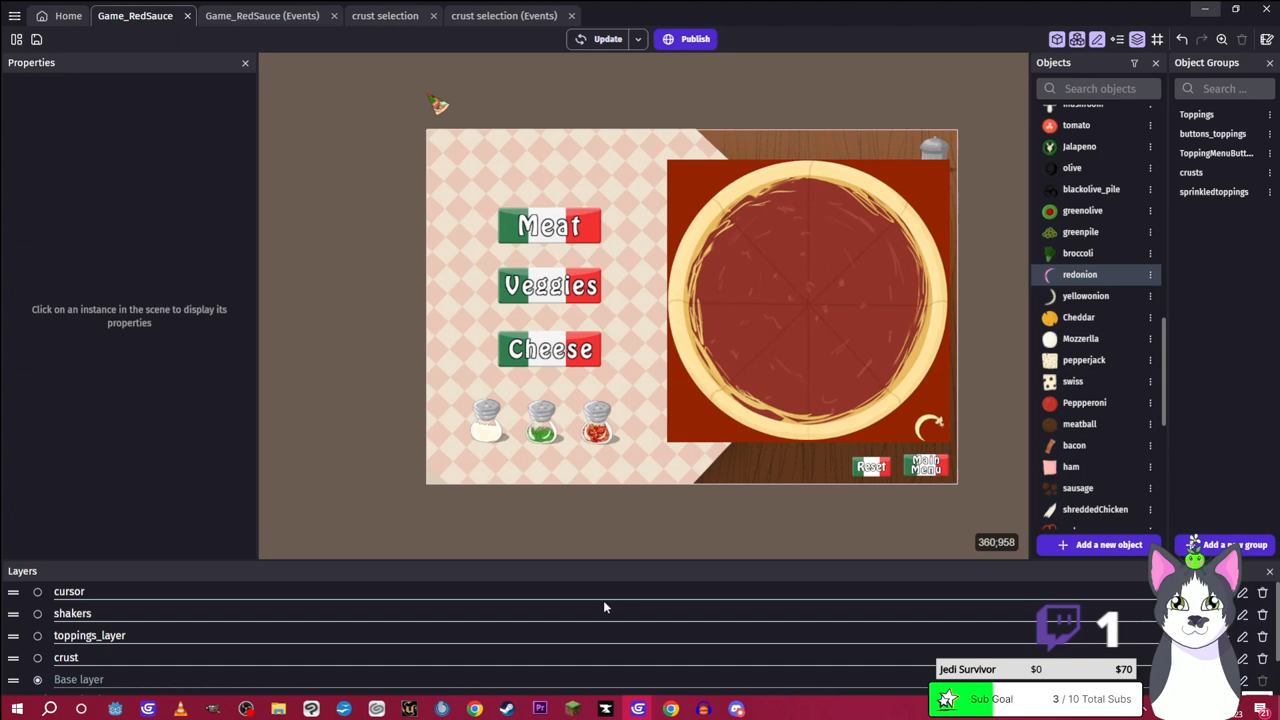 Home
Game_RedSauce
Game_RedSauce (Events)
crust selection
crust selection (Events)
Update
Publish
Properties
Objects
Object Groups
Search objects
Search ...
mushroom
tomato
Jalapeno
olive
blackolive_pile
greenolive
greenpile
broccoli
redonion
yellowonion
Cheddar
Mozzerlla
pepperjack
swiss
Peppperoni
meatball
bacon
ham
sausage
shreddedChicken
Toppings
buttons_toppings
ToppingMenuButt...
crusts
sprinkledtoppings
Click on an instance in the scene to display its
properties
Meat
Veggies
Cheese
Reset
Main
Menu
360;958
Add a new object
Add a new group
Layers
cursor
shakers
toppings_layer
crust
Base layer
1
Jedi Survivor $0 $70
Sub Goal 3 / 10 Total Subs